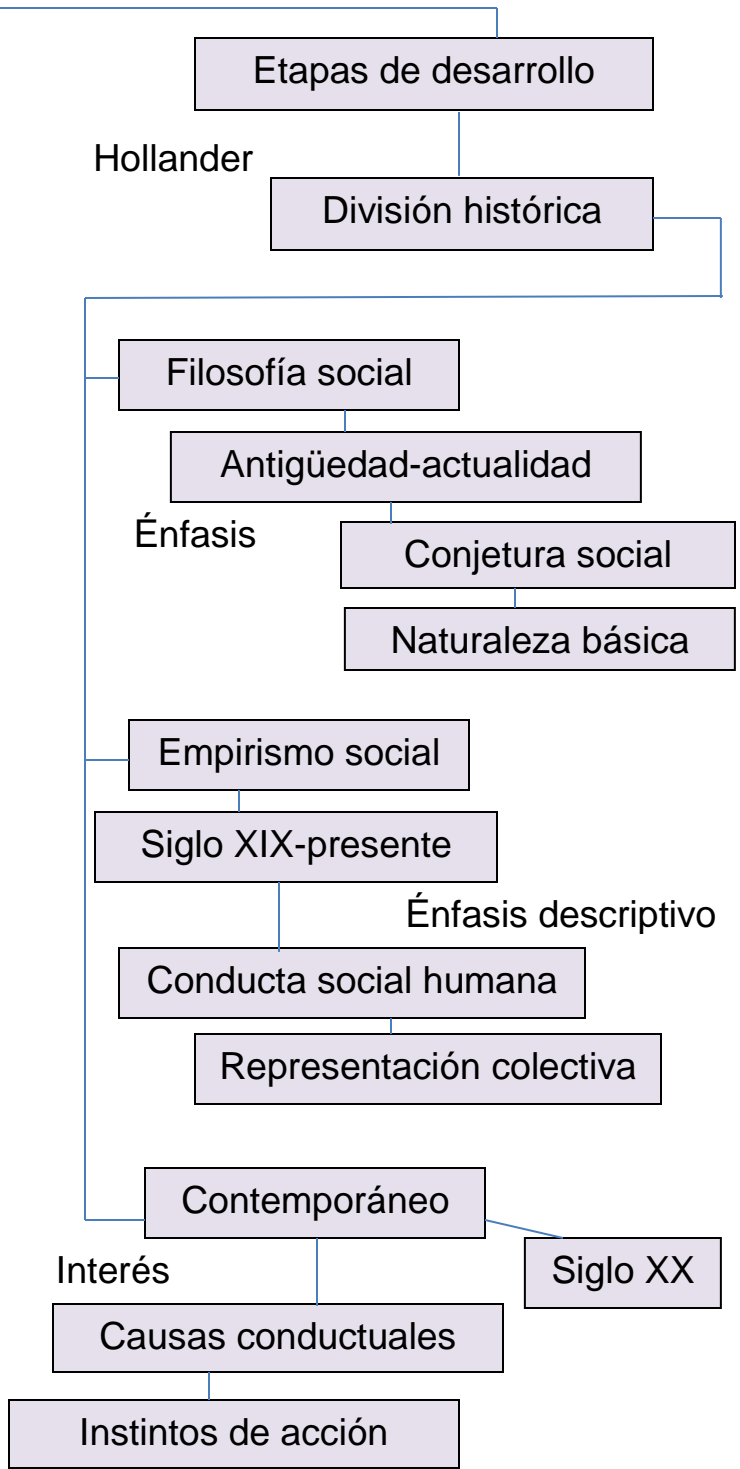 Etapas de desarrollo
Hollander
División histórica
Filosofía social
Antigüedad-actualidad
Énfasis
Conjetura social
Naturaleza básica
Empirismo social
Siglo XIX-presente
Énfasis descriptivo
Conducta social humana
Representación colectiva
Contemporáneo
Siglo XX
Interés
Causas conductuales
Instintos de acción